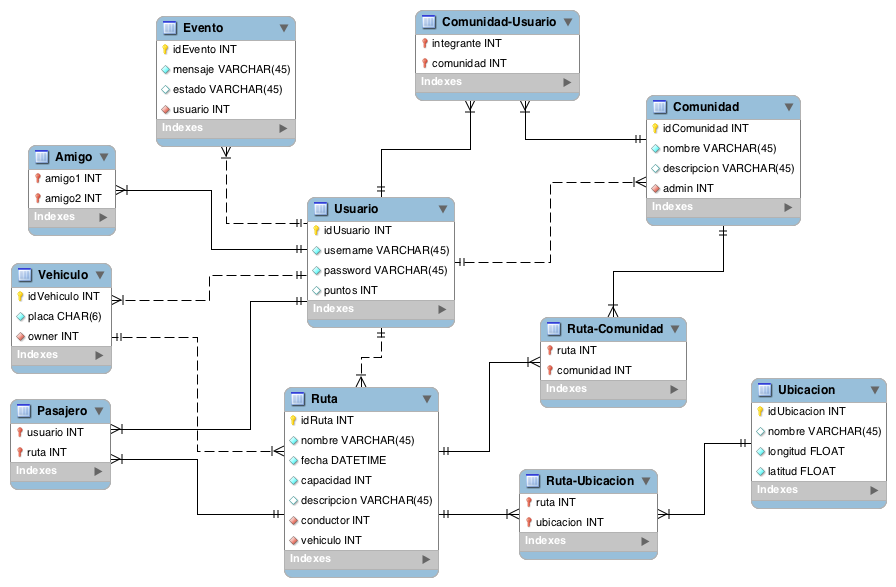 Evento
idEvento INT
mensaje VARCHAR(45)
estado VARCHAR(45)
usuario INT
Indexes
Comunidad-Usuario
integrante INT
comunidad INT
Indexes
Comunidad
idComunidad INT
nombre VARCHAR(45)
descripcion VARCHAR(45)
admin INT
Indexes
Amigo
amigo1 INT
amigo2 INT
Indexes
Usuario
idUsuario INT
username VARCHAR(45)
password VARCHAR(45)
puntos INT
Indexes
Vehiculo
idVehiculo INT
placa CHAR(6)
owner INT
Indexes
Ruta-Comunidad
ruta INT
comunidad INT
Indexes
Pasajero
usuario INT
ruta INT
Indexes
Ruta
idRuta INT
nombre VARCHAR(45)
fecha DATETIME
capacidad INT
descripcion VARCHAR(45)
conductor INT
vehiculo INT
Indexes
Ubicacion
idUbicacion INT
nombre VARCHAR(45)
longitud FLOAT
latitud FLOAT
Indexes
Ruta-Ubicacion
ruta INT
ubicacion INT
Indexes